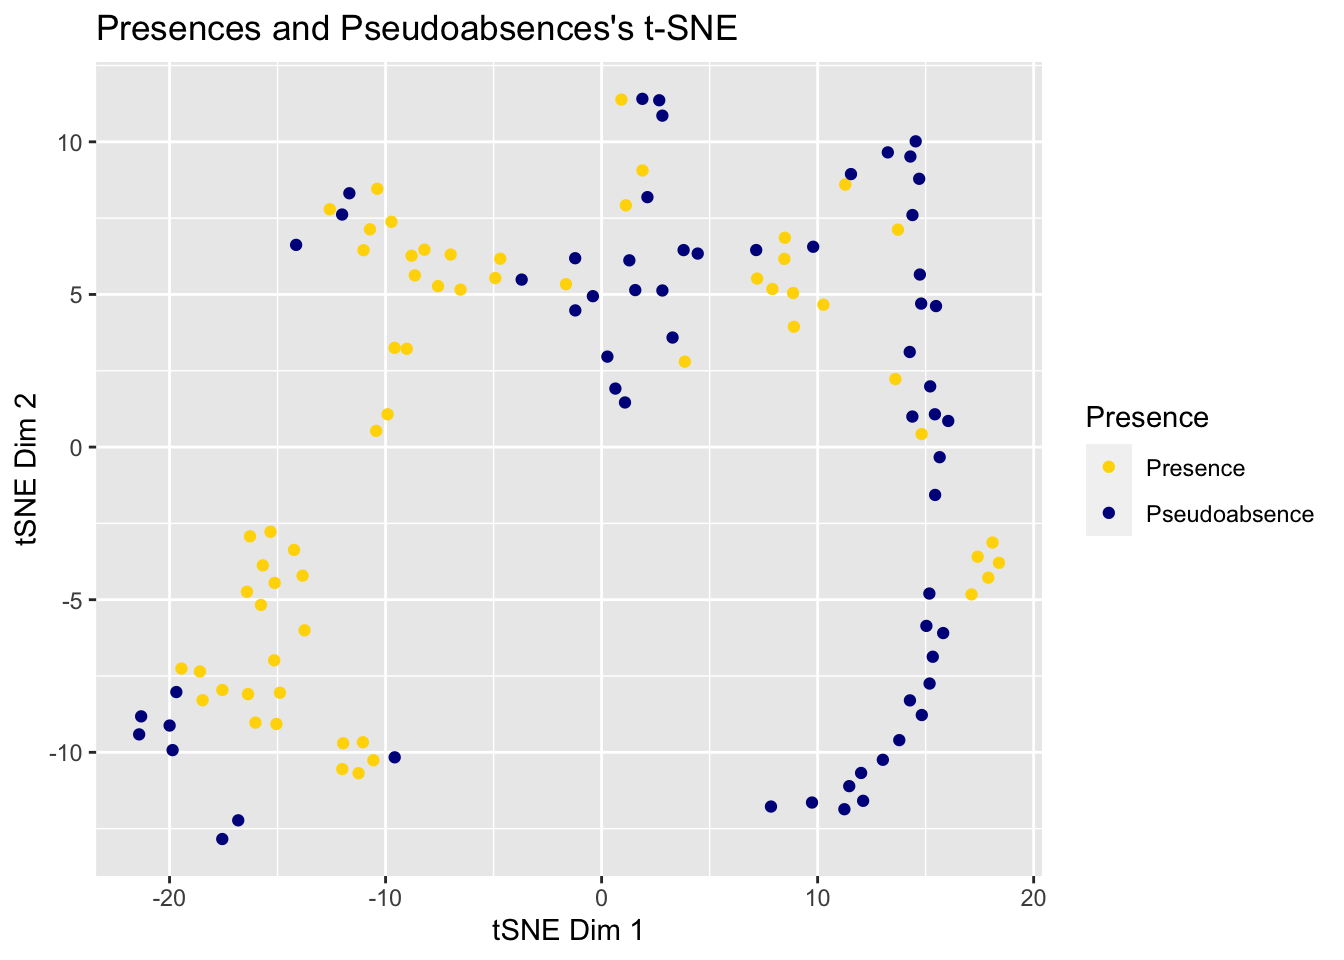 Presences and Pseudoabsences's t-SNE
10
5
0
-5
-10
tSNE Dim 2
-20
-10
0
10
20
tSNE Dim 1
Presence
Presence
Pseudoabsence